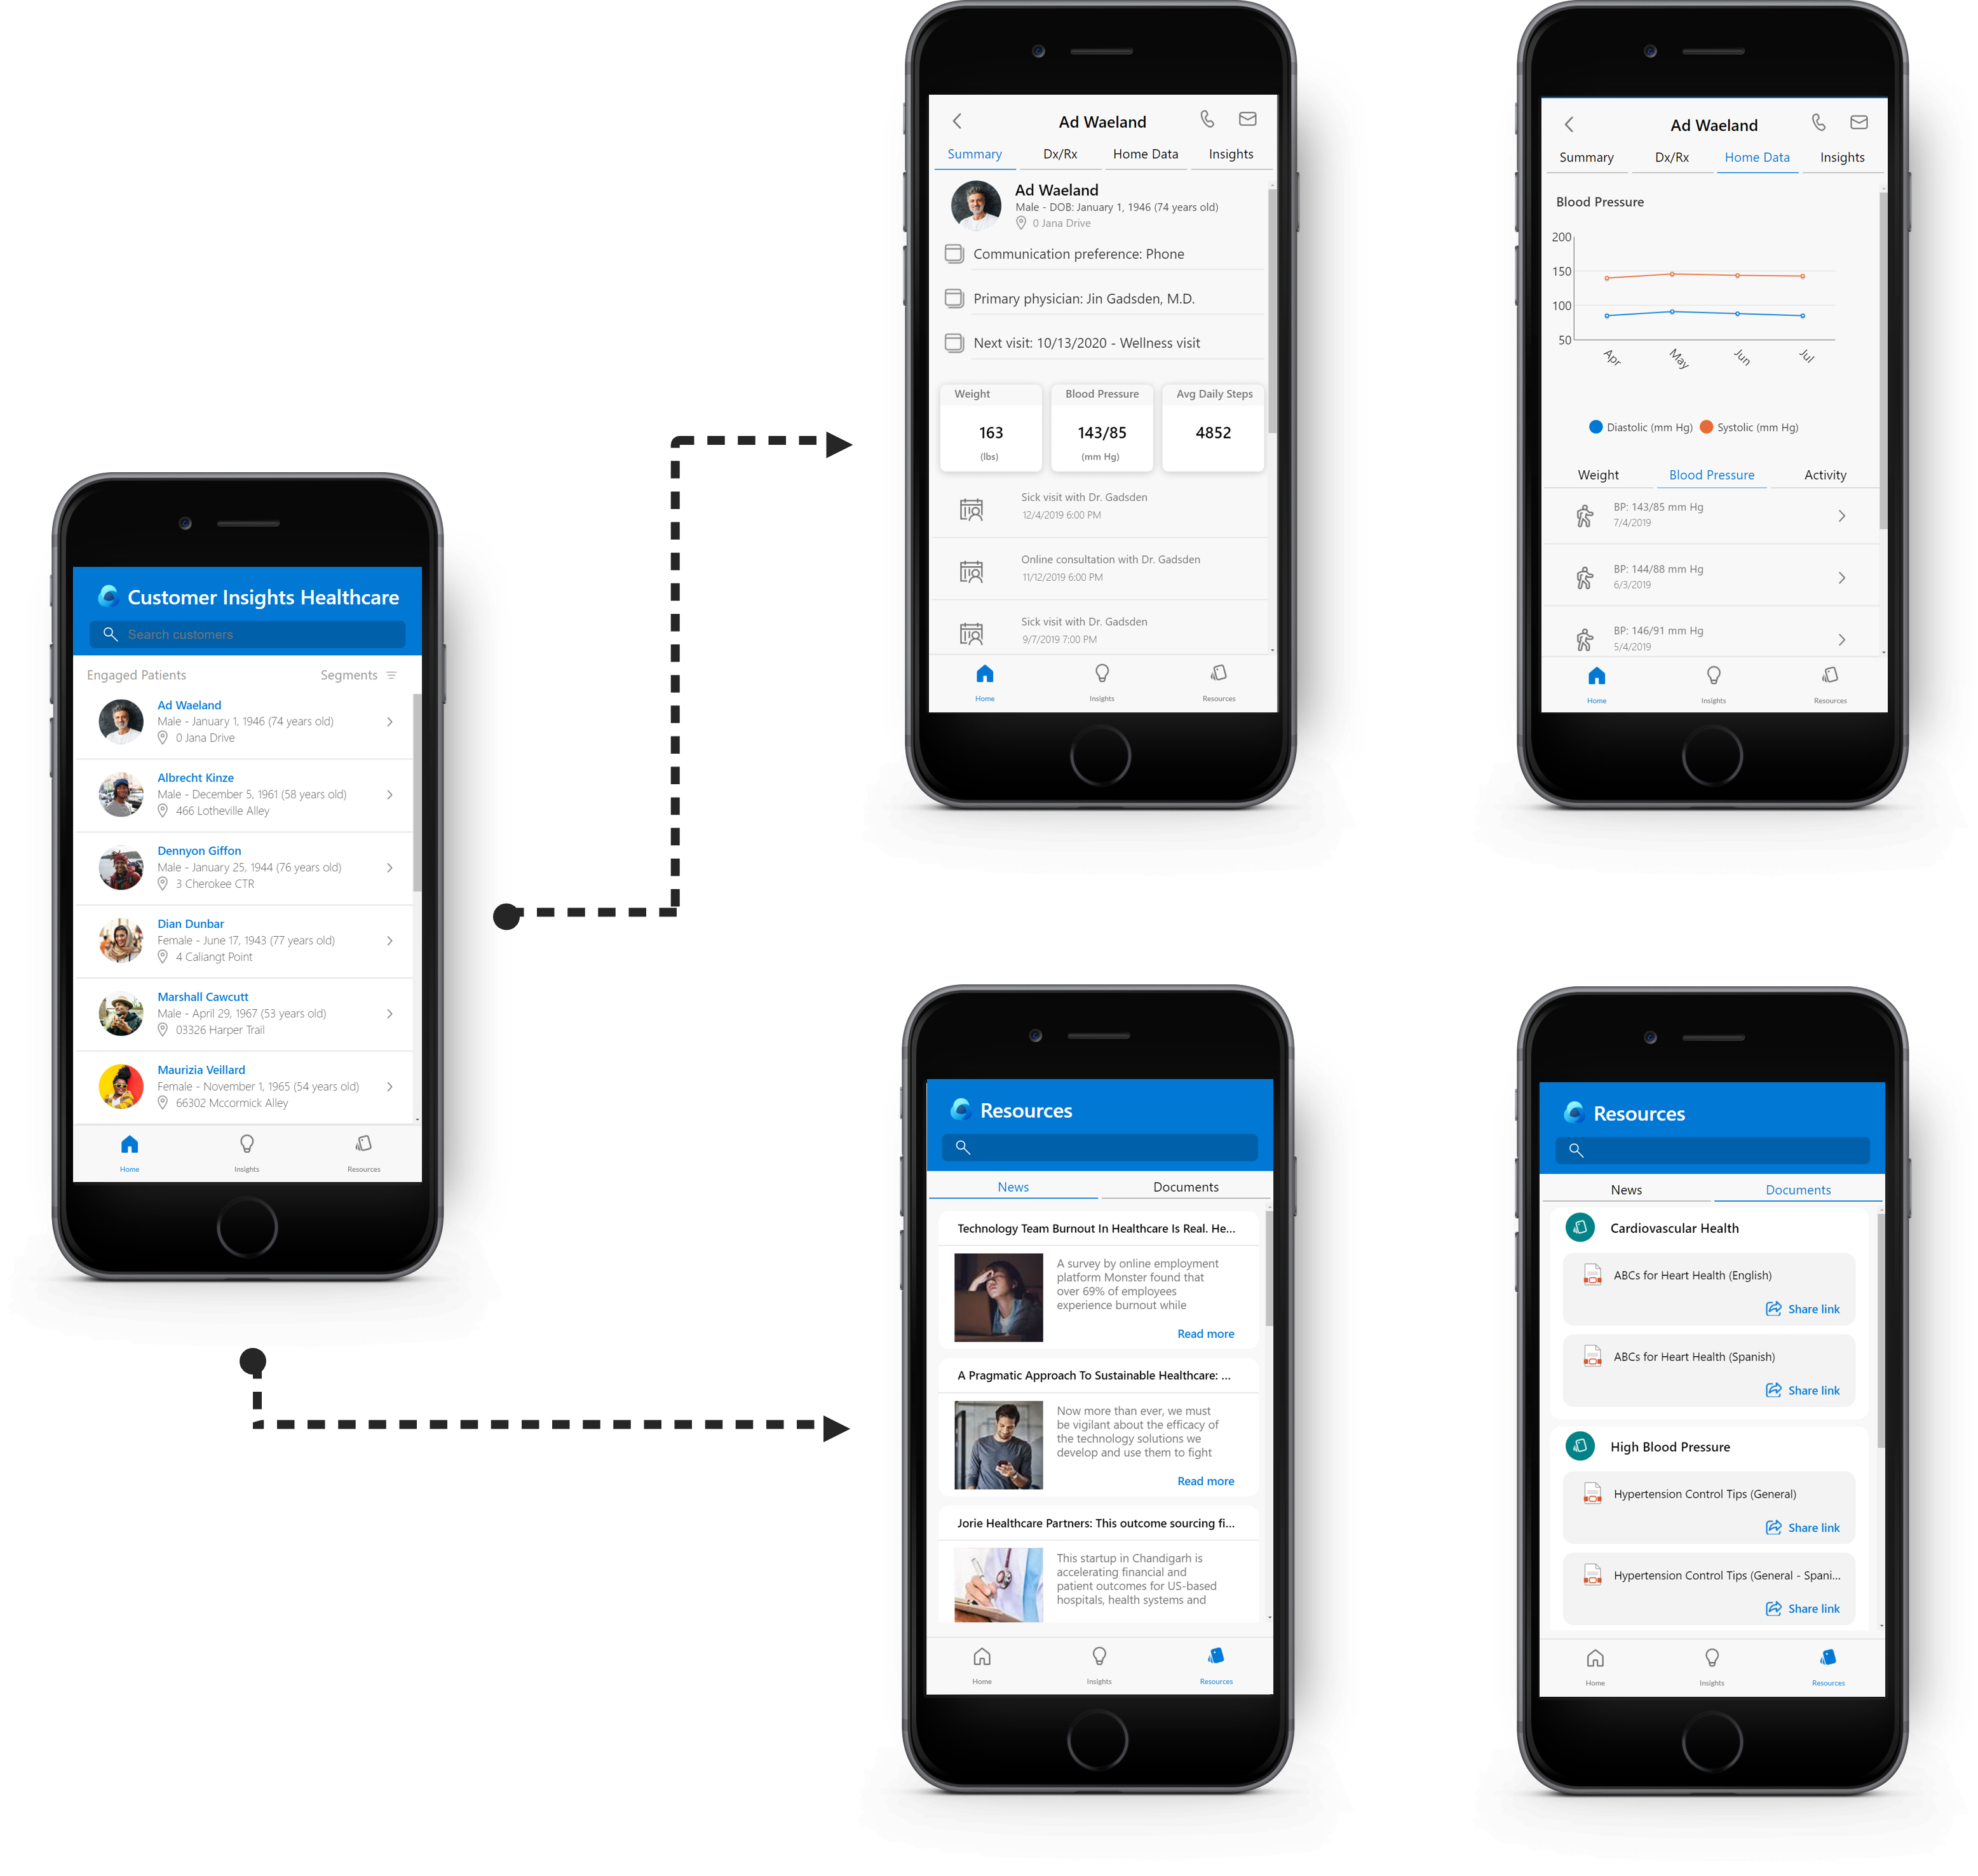 Customer Insights Healthcare
Search customers
Engaged Patients Segments
Ad Waeland
Male - January 1, 1946 (74 years old)
0 Jana Drive
Albrecht Kinze
Male - December 5, 1961 (58 years old)
466 Lotheville Alley
Dennyon Giffon
Male - January 25, 1944 (76 years old)
3 Cherokee CTR
Dian Dunbar
Female - June 17, 1943 (77 years old)
4 Caliangt Point
Marshall Cawcutt
Male - April 29, 1967 (53 years old)
03326 Harper Trail
Maurizia Veillard
Female - November 1, 1965 (54 years old)
66302 Mccormick Alley
Home Insights Resources
Ad Waeland
Summary Dx/Rx Home Data Insights
Ad Waeland
Male - DOB: January 1, 1946 (74 years old)
0 Jana Drive
Communication preference: Phone
Primary physician: Jin Gadsden, M.D.
Next visit: 10/13/2020 - Wellness visit
Weight Blood Pressure Avg Daily Steps
163 143/85 4852
(lbs) (mm Hg)
Sick visit with Dr. Gadsden
12/4/2019 6:00 PM
Online consultation with Dr. Gadsden
11/12/2019 6:00 PM
Sick visit with Dr. Gadsden
9/7/2019 7:00 PM
Home Insights Resources
Ad Waeland
Summary Dx/Rx Home Data Insights
Blood Pressure
200
150
100
50
Apr May Jun Jul
Diastolic (mm Hg) Systolic (mm Hg)
Weight Blood Pressure Activity
BP: 143/85 mm Hg
7/4/2019
BP: 144/88 mm Hg
6/3/2019
BP: 146/91 mm Hg
5/4/2019
Home Insights Resources
Resources
News Documents
Technology Team Burnout In Healthcare Is Real. He...
A survey by online employment
platform Monster found that
over 69% of employees
experience burnout while
Read more
A Pragmatic Approach To Sustainable Healthcare: ...
Now more than ever, we must
be vigilant about the efficacy of
the technology solutions we
develop and use them to fight
Read more
Jorie Healthcare Partners: This outcome sourcing fi...
This startup in Chandigarh is
accelerating financial and
patient outcomes for US-based
hospitals, health systems and
Home Insights Resources
Resources
News Documents
Cardiovascular Health
ABCs for Heart Health (English)
Share link
ABCs for Heart Health (Spanish)
Share link
High Blood Pressure
Hypertension Control Tips (General)
Share link
Hypertension Control Tips (General - Spani...
Share link
Home Insights Resources